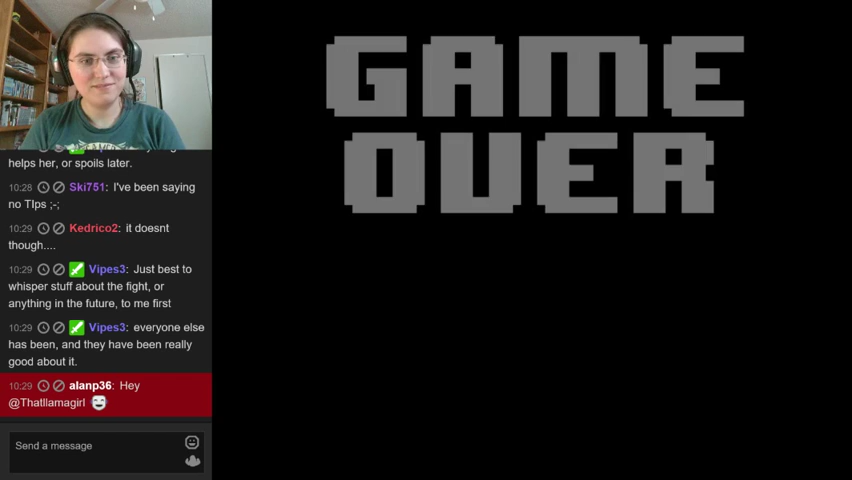 GAME
OVER
helps her, or spoils later.
10:28 Ski751: I've been saying
no TIps ;-;
10:29 Kedrico2: it doesnt
though....
10:29 Vipes3: Just best to
whisper stuff about the fight, or
anything in the future, to me first
10:29 Vipes3: everyone else
has been, and they have been really
good about it.
10:29 alanp36: Hey
@Thatllamagirl
Send a message